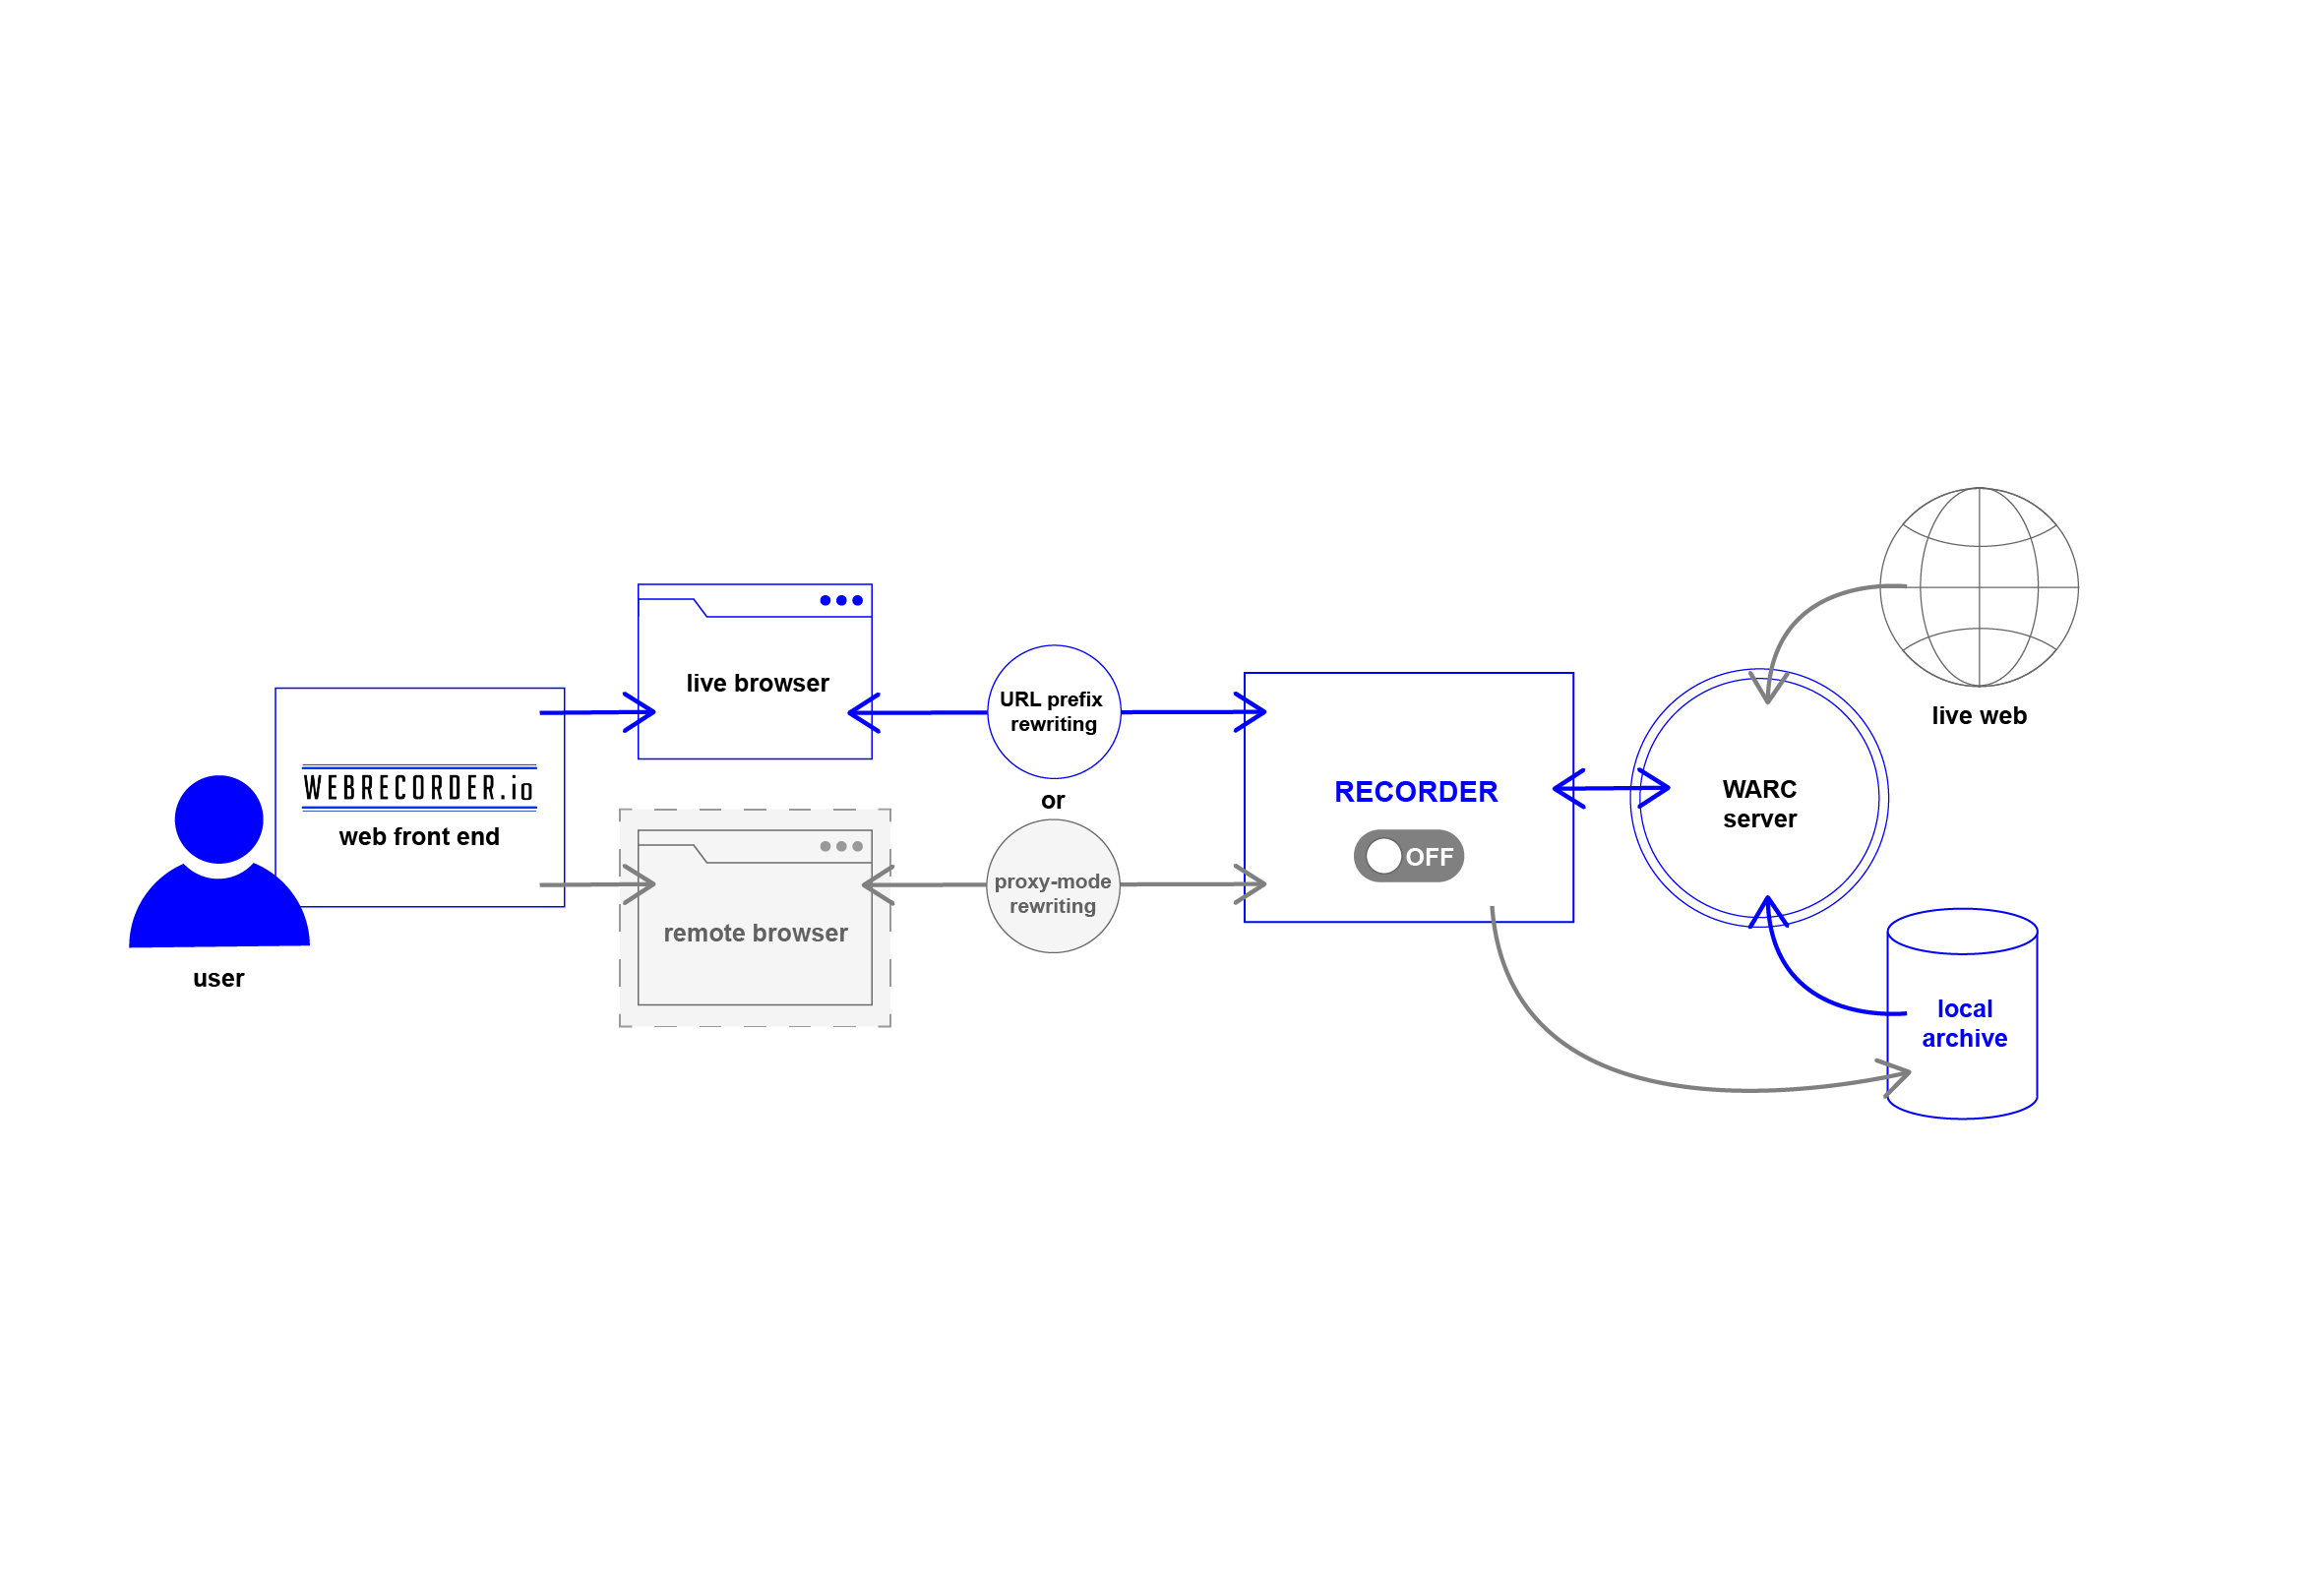 WEBRECORDER.io
web front end
user
live browser
remote browser
URL prefix
rewriting
or
proxy-mode
rewriting
RECORDER
OFF
WARC
server
live web
local
archive